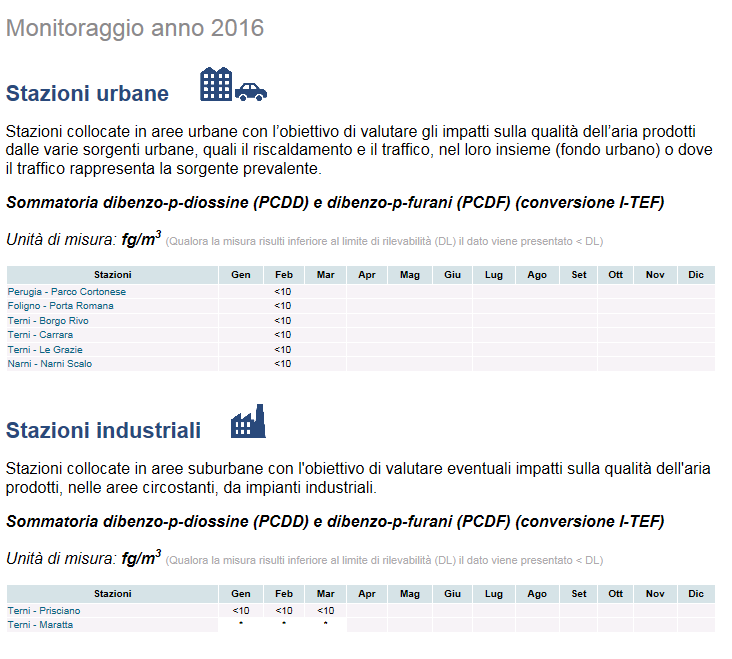 Monitoraggio anno 2016
Stazioni urbane
Stazioni collocate in aree urbane con l’obiettivo di valutare gli impatti sulla qualità dell’aria prodotti
dalle varie sorgenti urbane, quali il riscaldamento e il traffico, nel loro insieme (fondo urbano) o dove
il traffico rappresenta la sorgente prevalente.
Sommatoria dibenzo-p-diossine (PCDD) e dibenzo-p-furani (PCDF) (conversione I-TEF)
Unità di misura: fg/m³ (Qualora la misura risulti inferiore al limite di rilevabilità (DL) il dato viene presentato < DL)
Stazioni Gen Feb Mar Apr Mag Giu Lug Ago Set Ott Nov Dic
Perugia - Parco Cortonese <10
Foligno - Porta Romana <10
Terni - Borgo Rivo <10
Terni - Carrara <10
Terni - Le Grazie <10
Narni - Narni Scalo <10
Stazioni industriali
Stazioni collocate in aree suburbane con l'obiettivo di valutare eventuali impatti sulla qualità dell'aria
prodotti, nelle aree circostanti, da impianti industriali.
Sommatoria dibenzo-p-diossine (PCDD) e dibenzo-p-furani (PCDF) (conversione I-TEF)
Unità di misura: fg/m³ (Qualora la misura risulti inferiore al limite di rilevabilità (DL) il dato viene presentato < DL)
Stazioni Gen Feb Mar Apr Mag Giu Lug Ago Set Ott Nov Dic
Terni - Prisciano <10 <10 <10
Terni - Maratta * * *